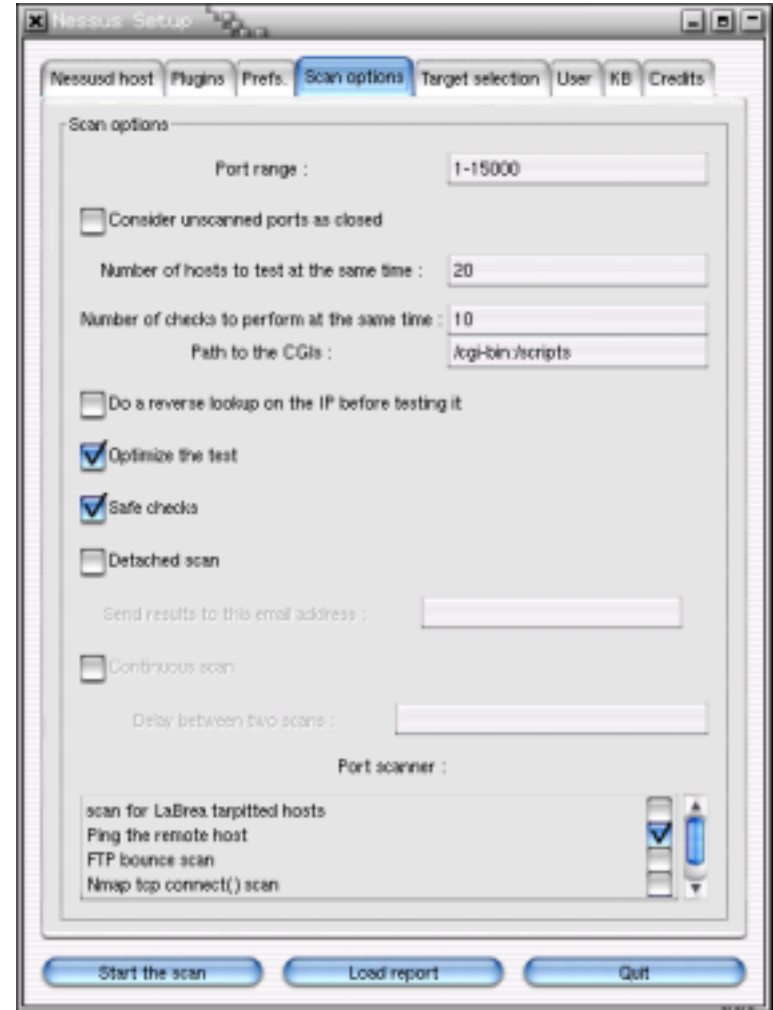 Nessus Setup
Nessusd host Plugins Prefs. Scan options Target selection User KB Credits
Scan options
Port range : 1-15000
Consider unscanned ports as closed
Number of hosts to test at the same time : 20
Number of checks to perform at the same time : 10
Path to the CGIs : /cgi-bin:/scripts
Do a reverse lookup on the IP before testing it
Optimize the test
Safe checks
Detached scan
Send results to this email address :
Continuous scan
Delay between two scans :
Port scanner :
scan for LaBrea tarpitted hosts
Ping the remote host
FTP bounce scan
Nmap tcp connect() scan
Start the scan Load report Quit